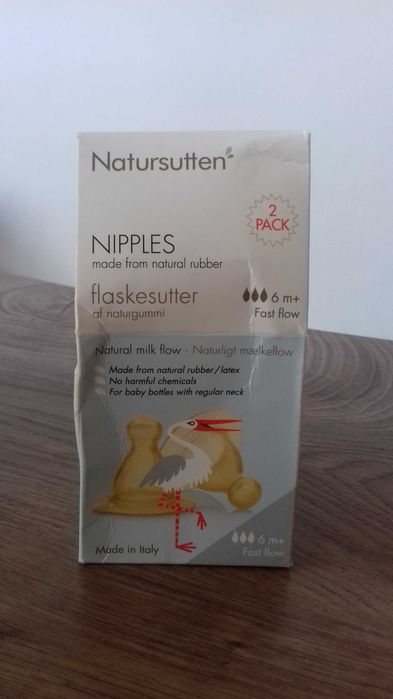 Natursutten
2
PACK
NIPPLES
made from natural rubber
flaskesutter
af naturgummi
6 m+
Fast flow
Natural milk flow · Naturligt mælkeflow
Made from natural rubber/latex
No harmful chemicals
For baby bottles with regular neck
Made in Italy
6 m+
Fast flow